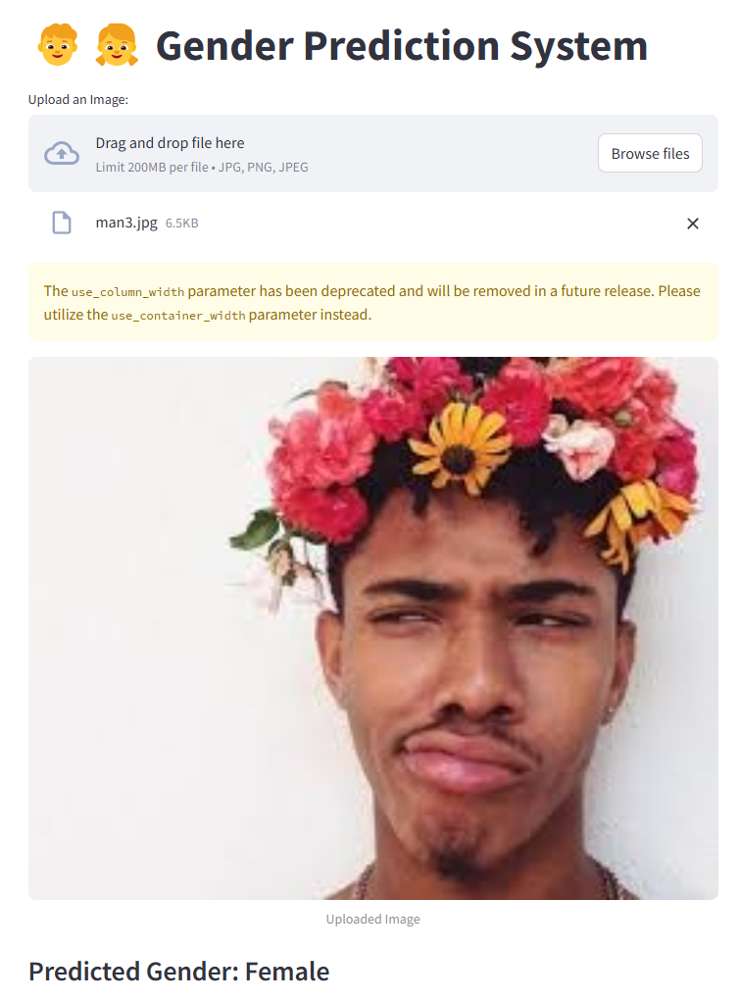 Gender Prediction System
Upload an Image:
Drag and drop file here
Limit 200MB per file • JPG, PNG, JPEG
Browse files
man3.jpg 6.5KB
The use_column_width parameter has been deprecated and will be removed in a future release. Please
utilize the use_container_width parameter instead.
Uploaded Image
Predicted Gender: Female